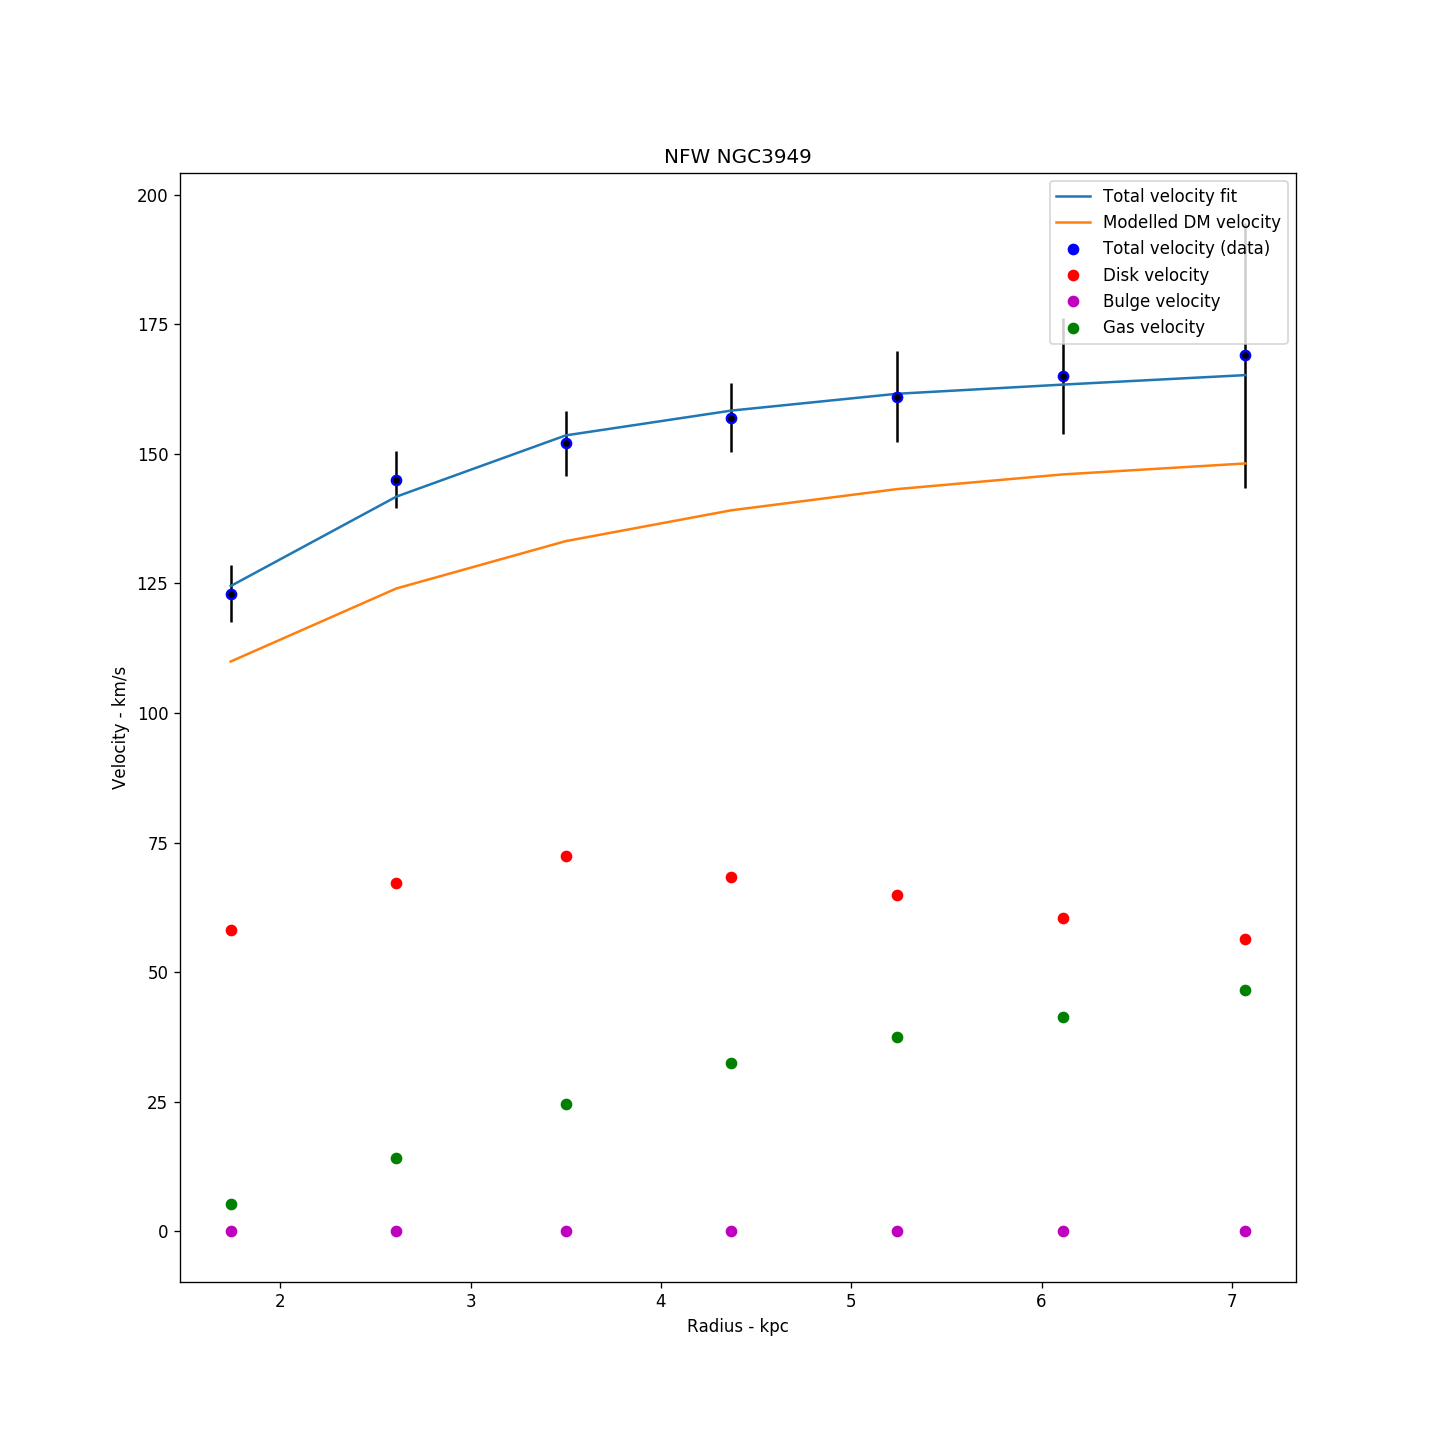 NFW NGC3949
200
175
150
125
100
75
50
25
0
Velocity - km/s
Total velocity fit
Modelled DM velocity
Total velocity (data)
Disk velocity
Bulge velocity
Gas velocity
2 3 4 5 6 7
Radius - kpc